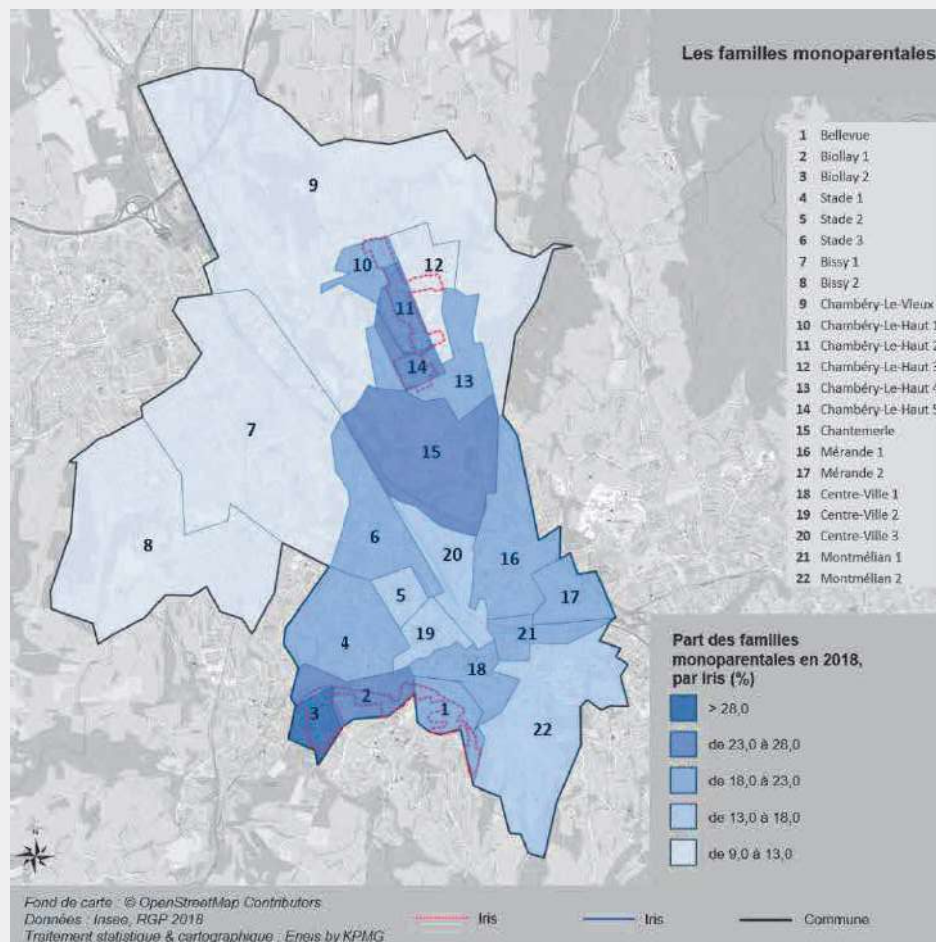 Les familles monoparentales
1 Bellevue
2 Biollay 1
3 Biollay 2
4 Stade 1
5 Stade 2
6 Stade 3
7 Bissy 1
8 Bissy 2
9 Chambéry-Le-Vieux
10 Chambéry-Le-Haut 1
11 Chambéry-Le-Haut 2
12 Chambéry-Le-Haut 3
13 Chambéry-Le-Haut 4
14 Chambéry-Le-Haut 5
15 Chantemerle
16 Mérande 1
17 Mérande 2
18 Centre-Ville 1
19 Centre-Ville 2
20 Centre-Ville 3
21 Montmélian 1
22 Montmélian 2
9
10
12
11
14
13
7
15
8
6
20
16
5
17
19
21
4
18
2
3
1
22
Part des familles
monoparentales en 2018,
par Iris (%)
> 28,0
de 23,0 à 28,0
de 18,0 à 23,0
de 13,0 à 18,0
de 9,0 à 13,0
N
Fond de carte : © OpenStreetMap Contributors
Données : Insee, RGP 2018
Traitement statistique & cartographique : Eneis by KPMG
Iris
Iris
Commune